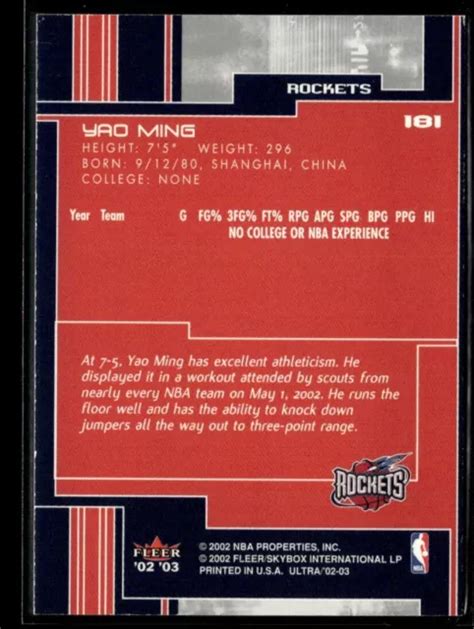 ROCKETS
181
YAO MING
HEIGHT: 7'5" WEIGHT: 296
BORN: 9/12/80, SHANGHAI, CHINA
COLLEGE: NONE
Year Team G FG% 3FG% FT% RPG APG SPG BPG PPG HI
NO COLLEGE OR NBA EXPERIENCE
At 7-5, Yao Ming has excellent athleticism. He
displayed it in a workout attended by scouts from
nearly every NBA team on May 1, 2002. He runs the
floor well and has the ability to knock down
jumpers all the way out to three-point range.
ROCKETS
FLEER
'02 '03
© 2002 NBA PROPERTIES, INC.
© 2002 FLEER/SKYBOX INTERNATIONAL LP
PRINTED IN U.S.A. ULTRA/'02-03
NBA